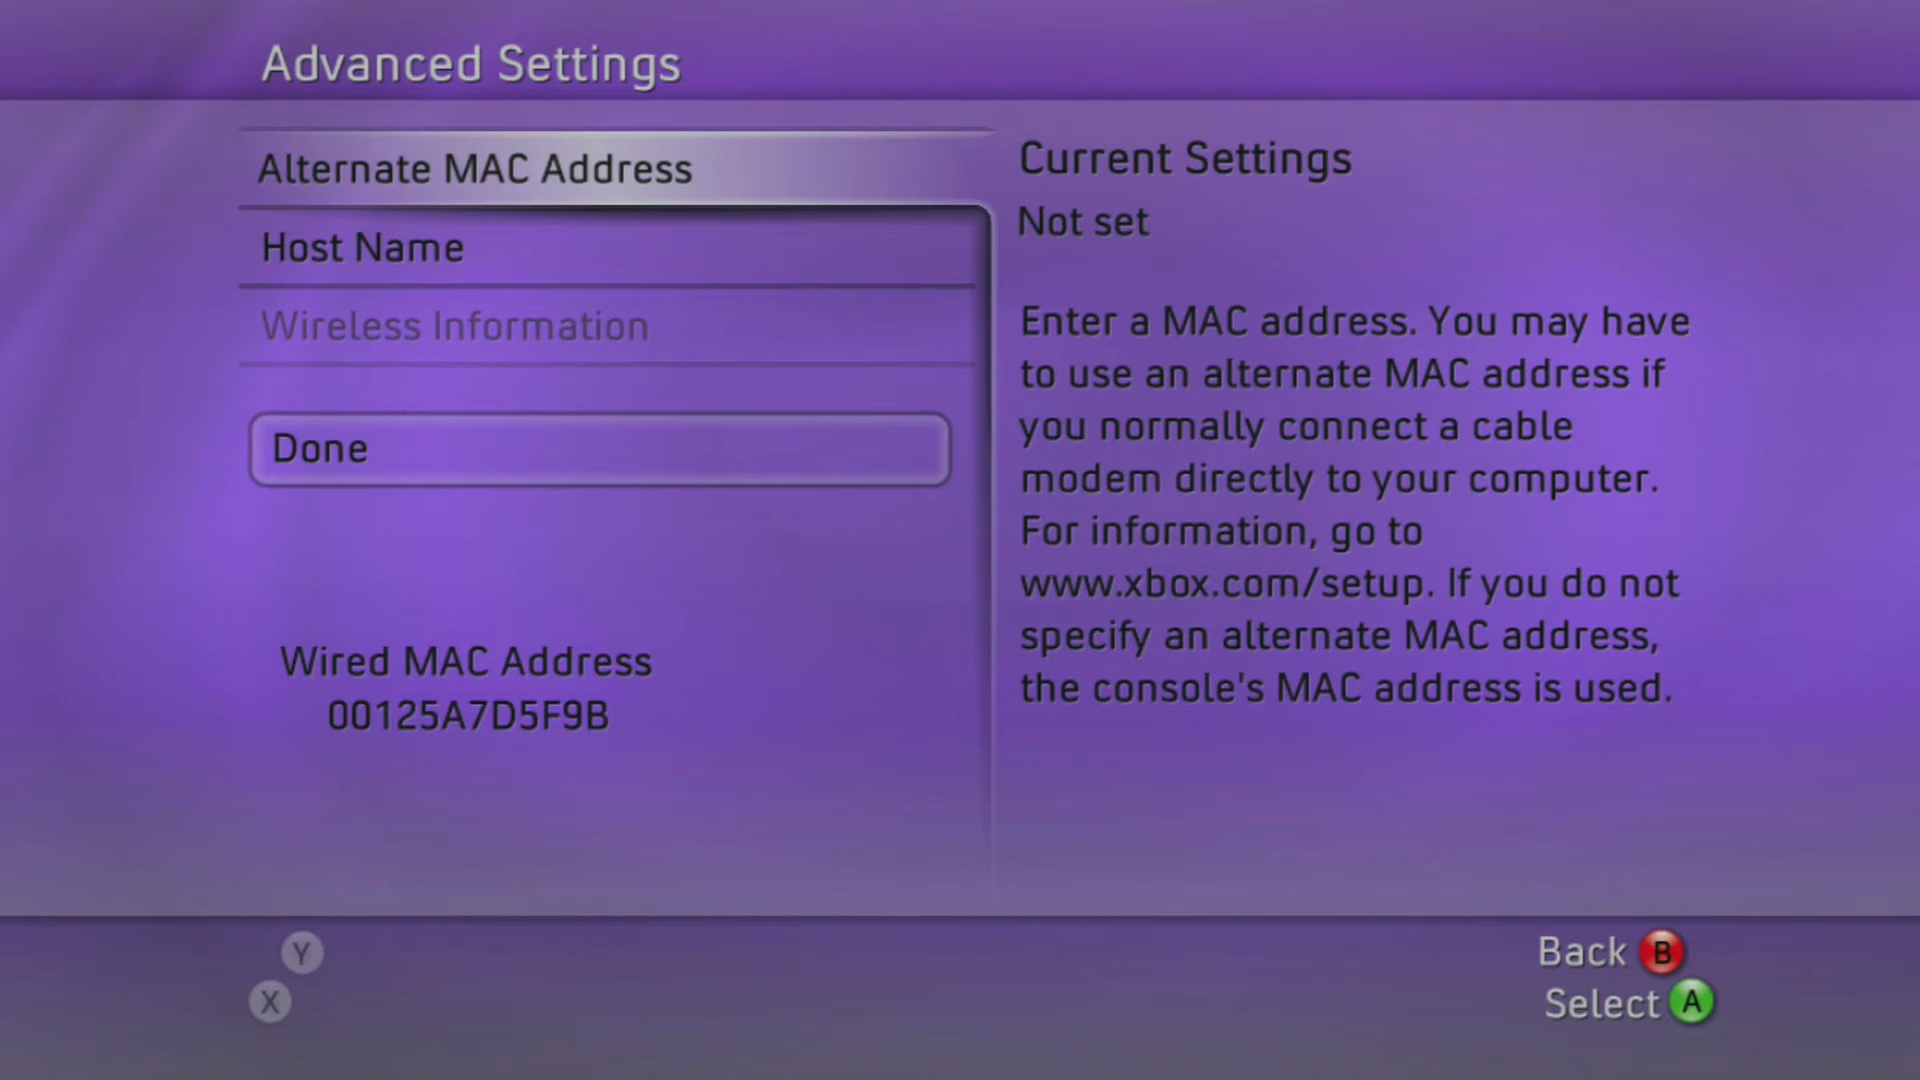 Advanced Settings
Alternate MAC Address
Host Name
Wireless Information
Done
Wired MAC Address
00125A7D5F9B
Current Settings
Not set
Enter a MAC address. You may have
to use an alternate MAC address if
you normally connect a cable
modem directly to your computer.
For information, go to
www.xbox.com/setup. If you do not
specify an alternate MAC address,
the console's MAC address is used.
Y
X
Back B
Select A